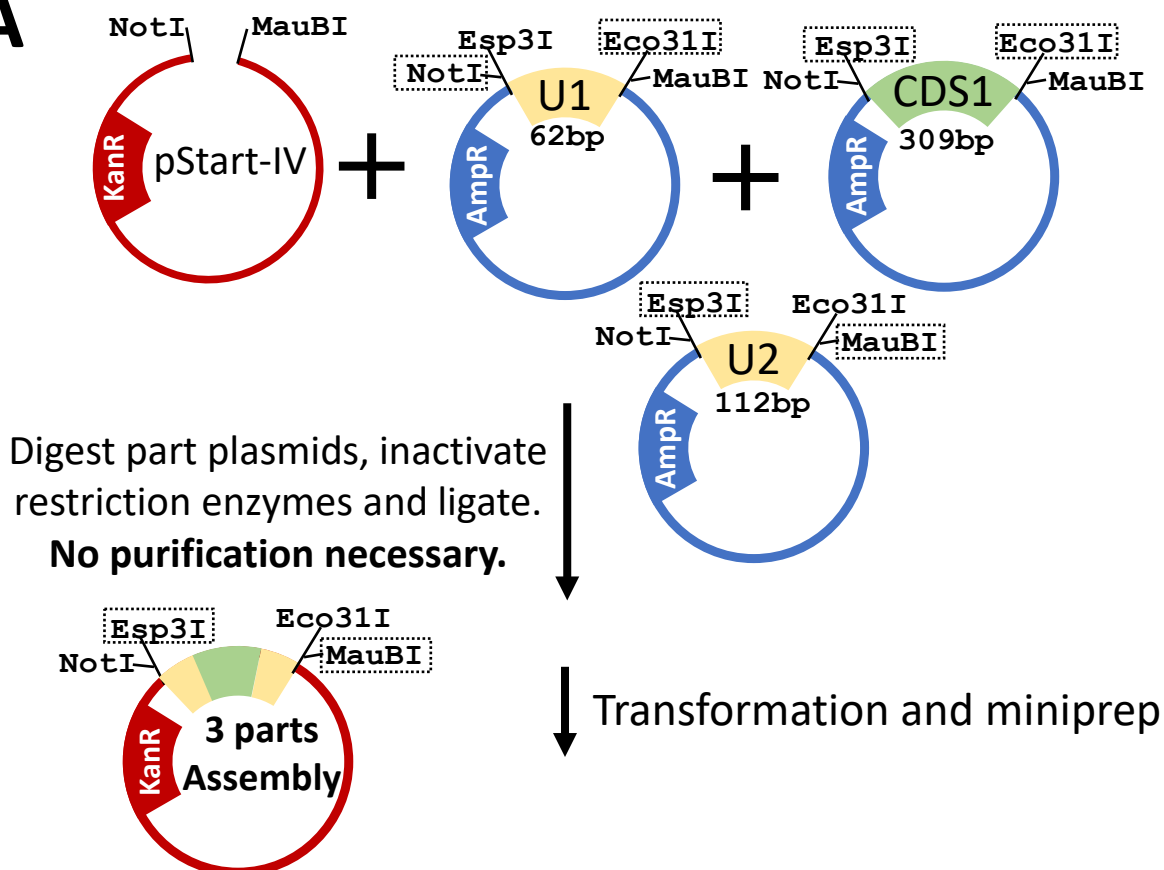 A
NotI
MauBI
KanR
pStart-IV
+
Esp3I
Eco31I
NotI
MauBI
U1
62bp
AmpR
+
Esp3I
Eco31I
NotI
MauBI
CDS1
309bp
AmpR
Esp3I
Eco31I
NotI
MauBI
U2
112bp
AmpR
Digest part plasmids, inactivate
restriction enzymes and ligate.
No purification necessary.
Esp3I
Eco31I
NotI
MauBI
KanR
3 parts
Assembly
Transformation and miniprep